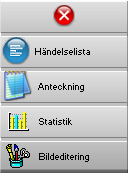 Händelselista
Anteckning
Statistik
Bildeditering